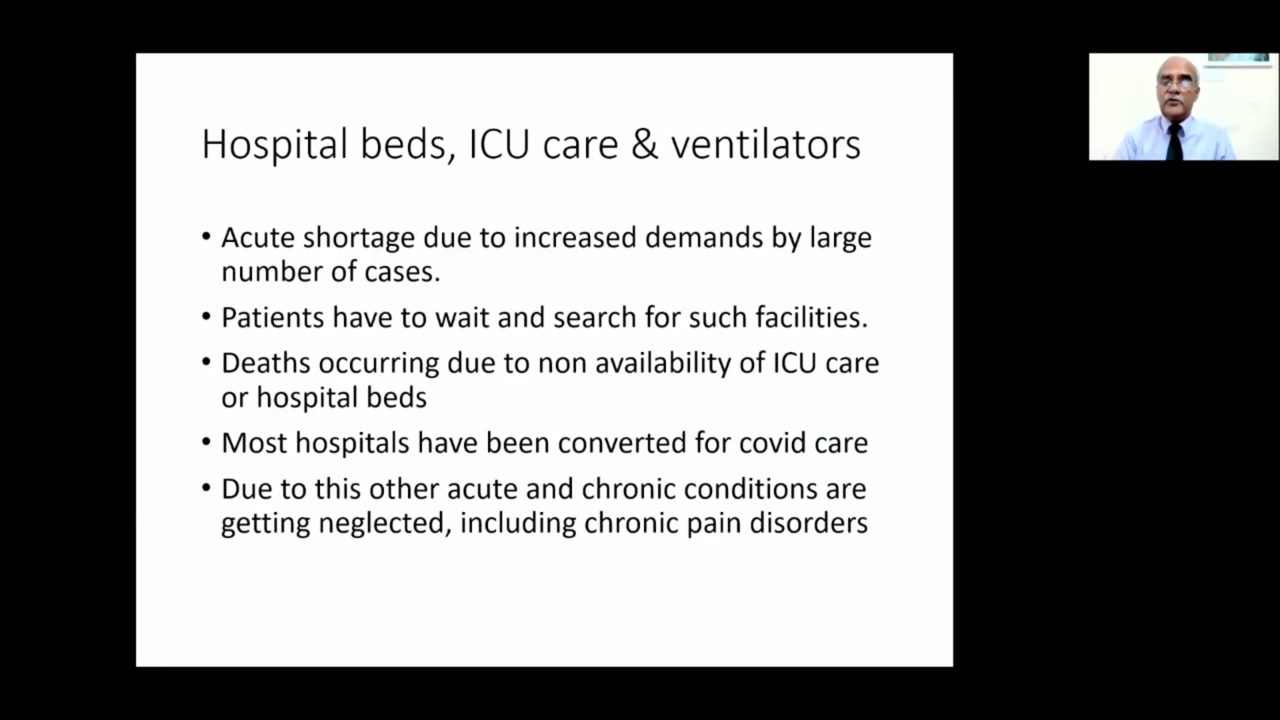 Hospital beds, ICU care & ventilators
• Acute shortage due to increased demands by large
number of cases.
• Patients have to wait and search for such facilities.
• Deaths occurring due to non availability of ICU care
or hospital beds
• Most hospitals have been converted for covid care
• Due to this other acute and chronic conditions are
getting neglected, including chronic pain disorders